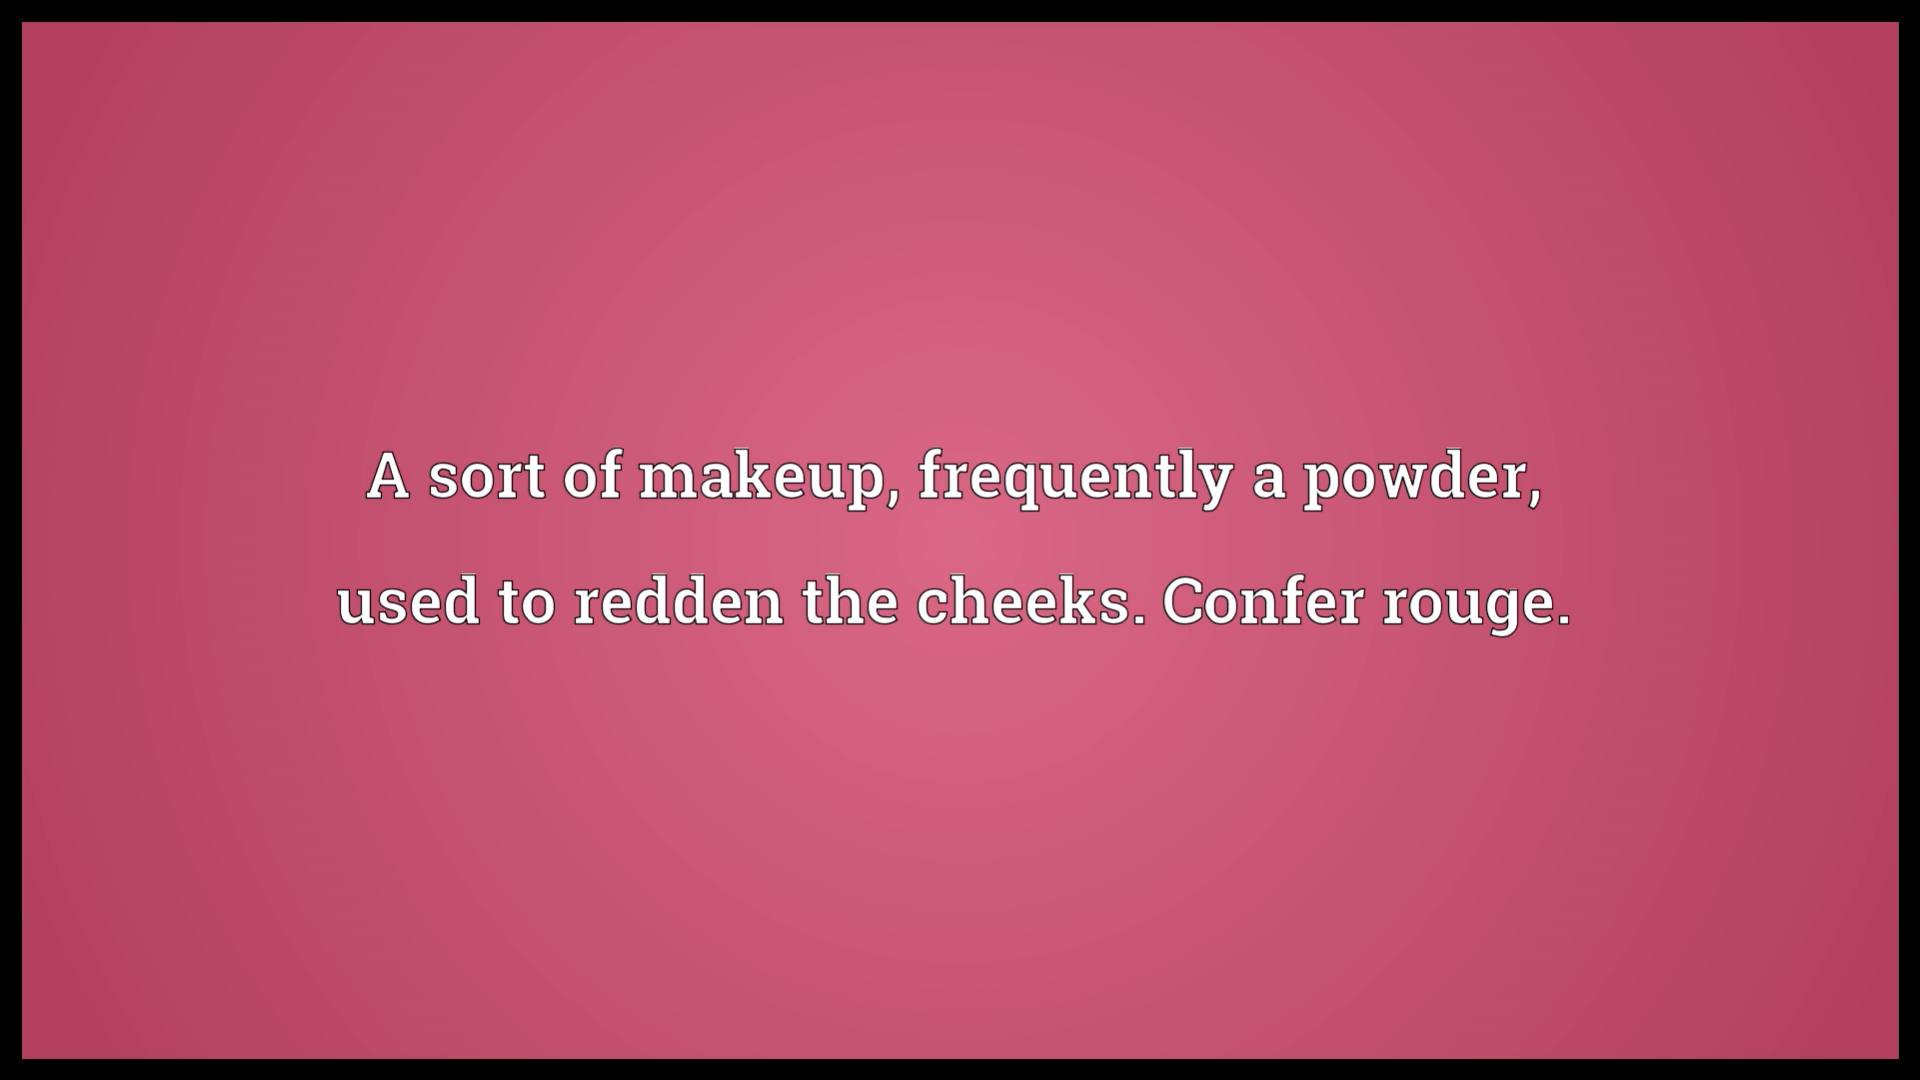 A sort of makeup, frequently a powder,
used to redden the cheeks. Confer rouge.